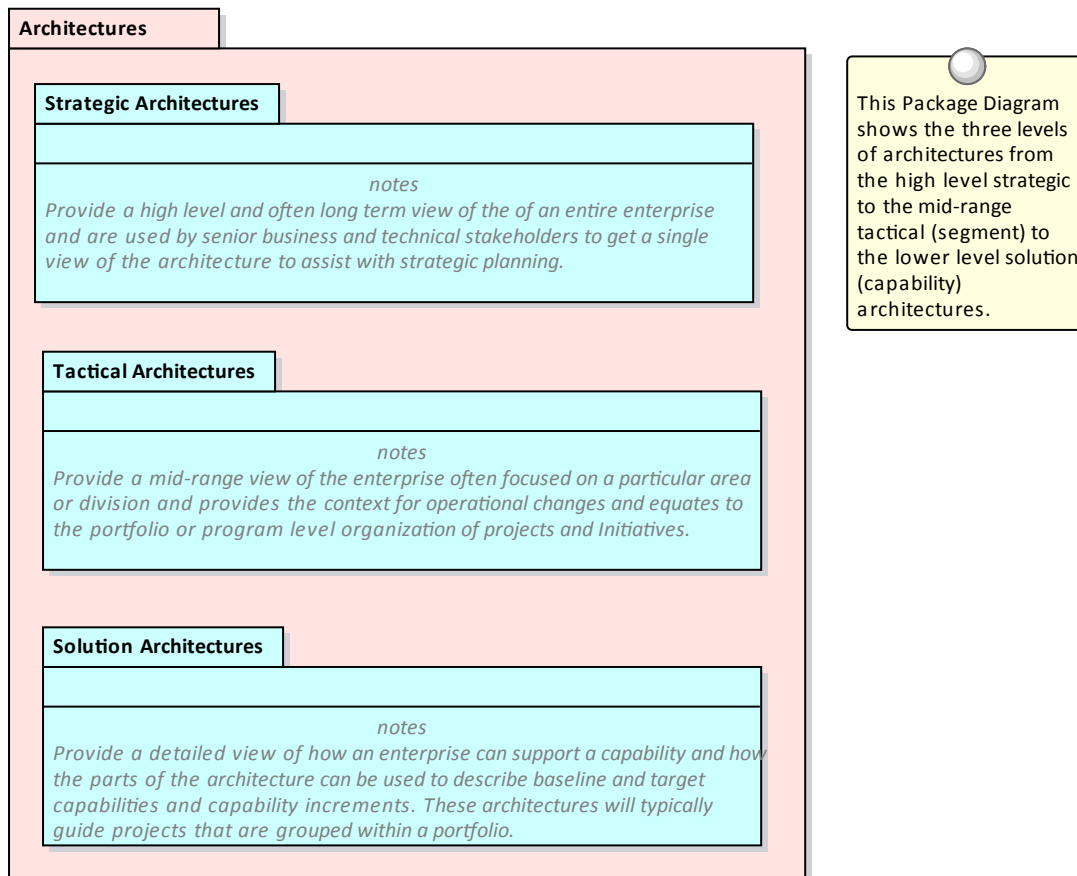 Architectures
Strategic Architectures
notes
Provide a high level and often long term view of the of an entire enterprise
and are used by senior business and technical stakeholders to get a single
view of the architecture to assist with strategic planning.
Tactical Architectures
notes
Provide a mid-range view of the enterprise often focused on a particular area
or division and provides the context for operational changes and equates to
the portfolio or program level organization of projects and Initiatives.
Solution Architectures
notes
Provide a detailed view of how an enterprise can support a capability and how
the parts of the architecture can be used to describe baseline and target
capabilities and capability increments. These architectures will typically
guide projects that are grouped within a portfolio.
This Package Diagram
shows the three levels
of architectures from
the high level strategic
to the mid-range
tactical (segment) to
the lower level solution
(capability)
architectures.